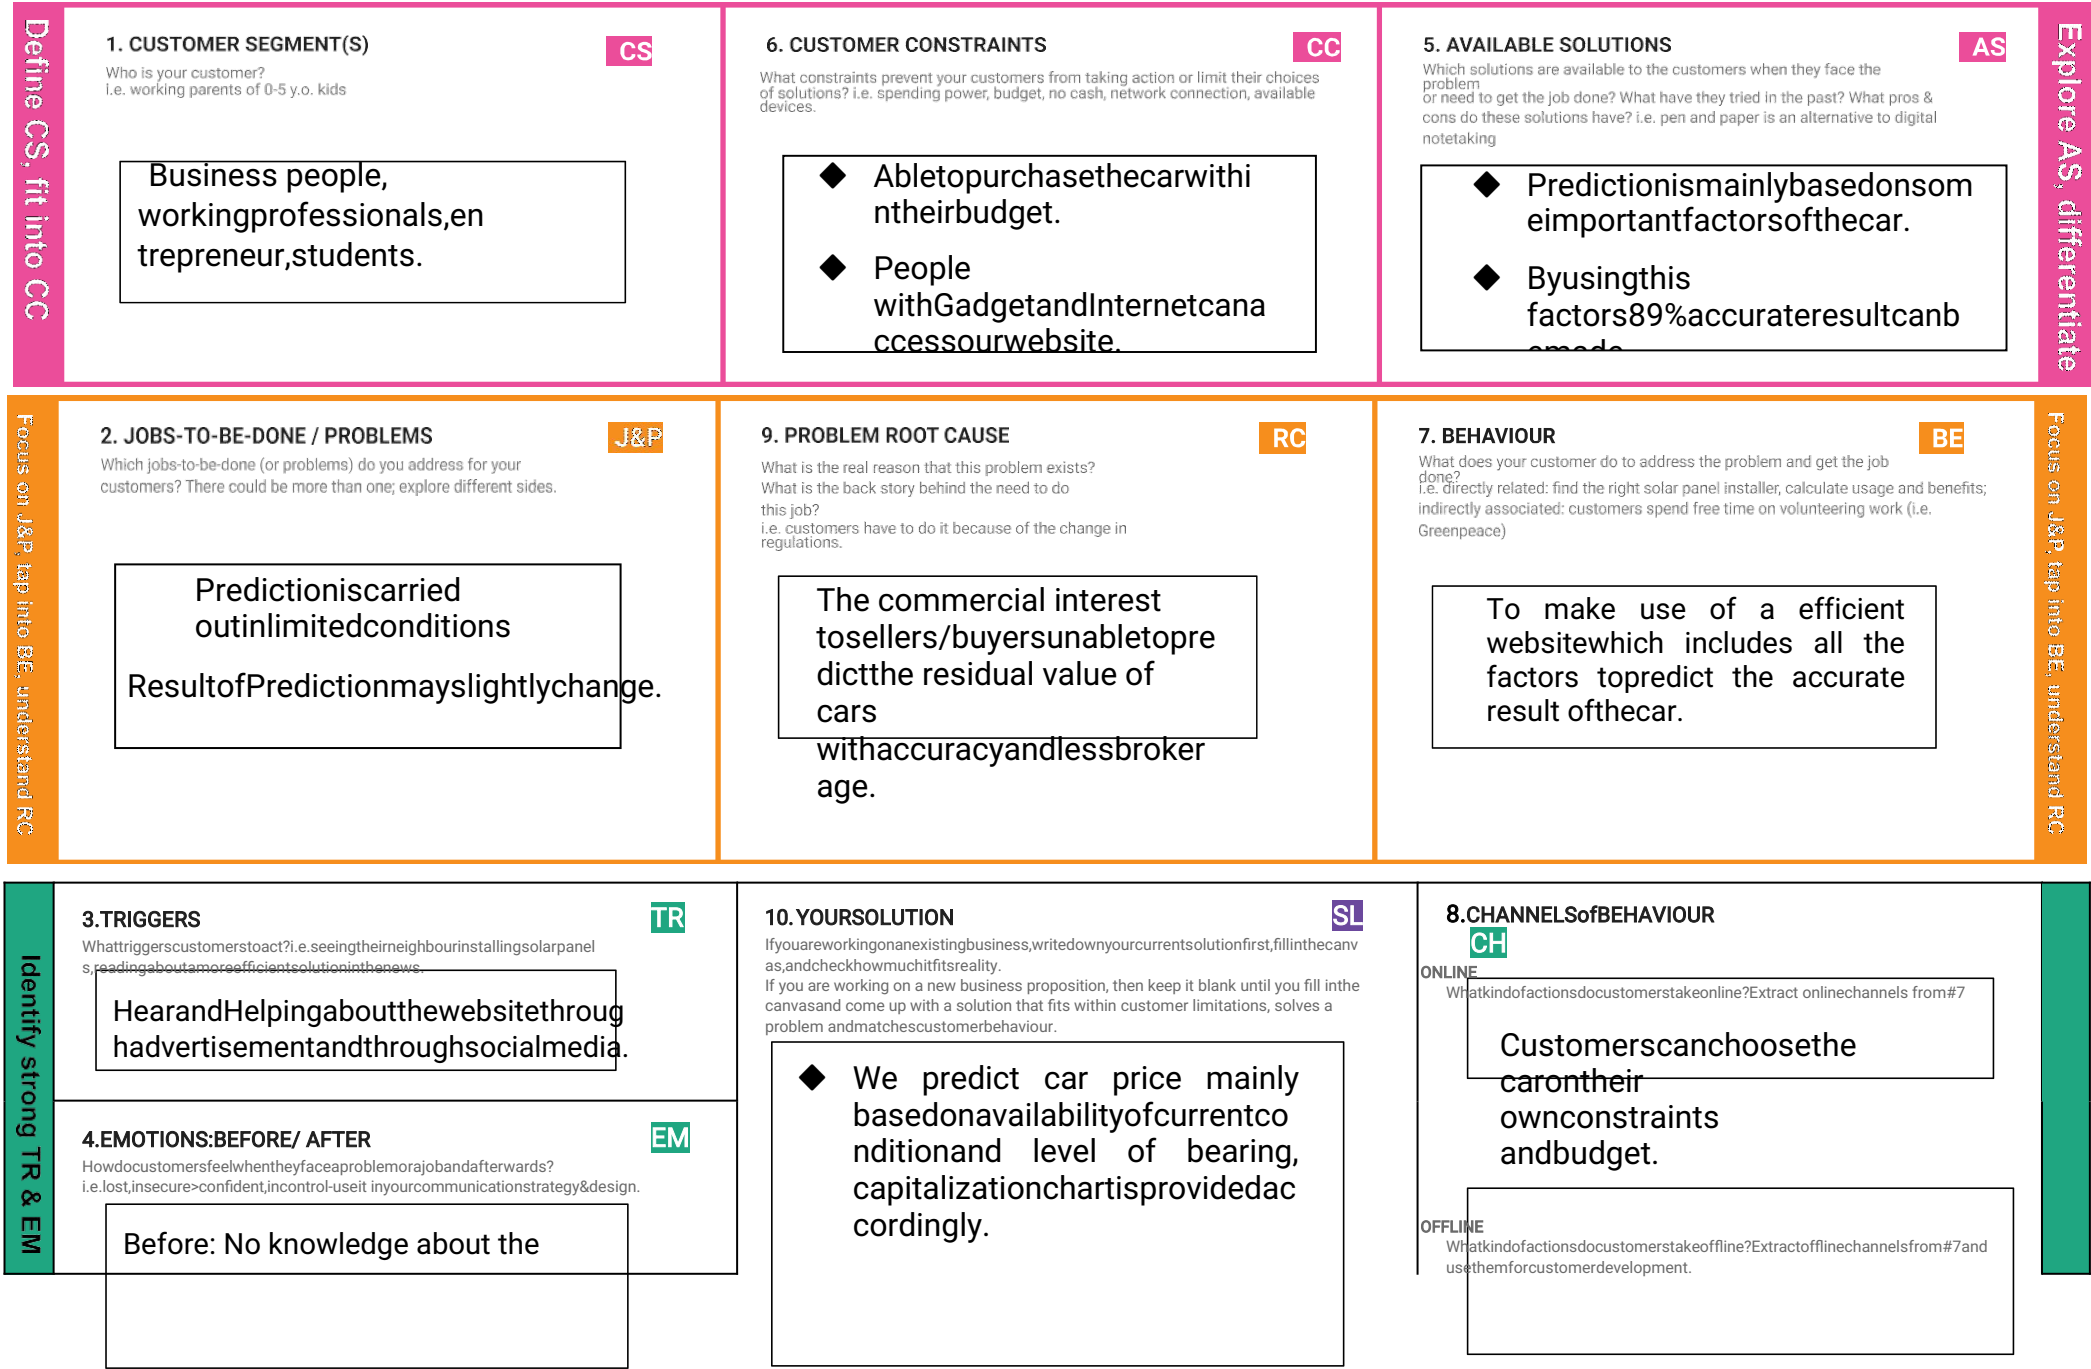 Define CS, fit into CC
1. CUSTOMER SEGMENT(S)
CS
Who is your customer?
i.e. working parents of 0-5 y.o. kids
Business people,
workingprofessionals,en
trepreneur,students.
6. CUSTOMER CONSTRAINTS
CC
What constraints prevent your customers from taking action or limit their choices
of solutions? i.e. spending power, budget, no cash, network connection, available
devices.
◆ Abletopurchasethecarwithi
ntheirbudget.
◆ People
withGadgetandInternetcana
ccessourwebsite.
5. AVAILABLE SOLUTIONS
AS
Which solutions are available to the customers when they face the
problem
or need to get the job done? What have they tried in the past? What pros &
cons do these solutions have? i.e. pen and paper is an alternative to digital
notetaking
◆ Predictionismainlybasedonsom
eimportantfactorsofthecar.
◆ Byusingthis
factors89%accurateresultcanb
emade
Explore AS, differentiate
Focus on J&P, tap into BE, understand RC
2. JOBS-TO-BE-DONE / PROBLEMS
J&P
Which jobs-to-be-done (or problems) do you address for your
customers? There could be more than one; explore different sides.
Predictioniscarried
outinlimitedconditions
ResultofPredictionmayslightlychange.
9. PROBLEM ROOT CAUSE
RC
What is the real reason that this problem exists?
What is the back story behind the need to do
this job?
i.e. customers have to do it because of the change in
regulations.
The commercial interest
tosellers/buyersunabletopre
dictthe residual value of
cars
withaccuracyandlessbroker
age.
7. BEHAVIOUR
BE
What does your customer do to address the problem and get the job
done?
i.e. directly related: find the right solar panel installer, calculate usage and benefits;
indirectly associated: customers spend free time on volunteering work (i.e.
Greenpeace)
To make use of a efficient
websitewhich includes all the
factors topredict the accurate
result ofthecar.
Focus on J&P, tap into BE, understand RC
Identify strong TR & EM
3.TRIGGERS
TR
Whattriggerscustomerstoact?i.e.seeingtheirneighbourinstallingsolarpanel
s,readingaboutamoreefficientsolutioninthenews.
HearandHelpingaboutthewebsitethroug
hadvertisementandthroughsocialmedia.
4.EMOTIONS:BEFORE/ AFTER
EM
Howdocustomersfeelwhentheyfaceaproblemorajobandafterwards?
i.e.lost,insecure>confident,incontrol-useit inyourcommunicationstrategy&design.
Before: No knowledge about the
10.YOURSOLUTION
SL
Ifyouareworkingonanexistingbusiness,writedownyourcurrentsolutionfirst,fillinthecanv
as,andcheckhowmuchitfitsreality.
If you are working on a new business proposition, then keep it blank until you fill inthe
canvasand come up with a solution that fits within customer limitations, solves a
problem andmatchescustomerbehaviour.
◆ We predict car price mainly
basedonavailabilityofcurrentco
nditionand level of bearing,
capitalizationchartisprovidedac
cordingly.
8.CHANNELSofBEHAVIOUR
CH
ONLINE
Whatkindofactionsdocustomerstakeonline?Extract onlinechannels from#7
Customerscanchoosethe
carontheir
ownconstraints
andbudget.
OFFLINE
Whatkindofactionsdocustomerstakeoffline?Extractofflinechannelsfrom#7and
usethemforcustomerdevelopment.